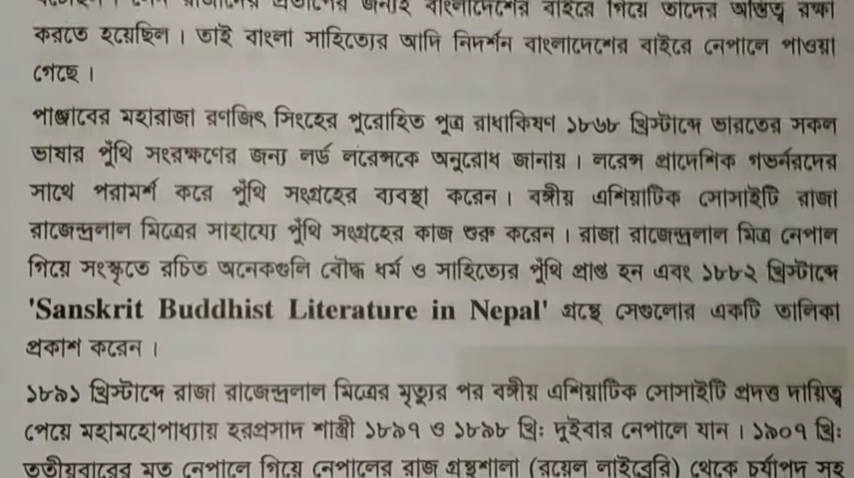 করতে হয়েছিল । তাই বাংলা সাহিত্যের আদি নিদর্শন বাংলাদেশের বাইরে নেপালে পাওয়া
গেছে ।
পাঞ্জাবের মহারাজা রণজিৎ সিংহের পুরোহিত পুত্র রাধাকিষণ ১৮৬৮ খ্রিস্টাব্দে ভারতের সকল
ভাষার পুঁথি সংরক্ষণের জন্য লর্ড লরেন্সকে অনুরোধ জানায় । লরেন্স প্রাদেশিক গভর্নরদের
সাথে পরামর্শ করে পুঁথি সংগ্রহের ব্যবস্থা করেন । বঙ্গীয় এশিয়াটিক সোসাইটি রাজা
রাজেন্দ্রলাল মিত্রের সাহায্যে পুঁথি সংগ্রহের কাজ শুরু করেন । রাজা রাজেন্দ্রলাল মিত্র নেপাল
গিয়ে সংস্কৃতে রচিত অনেকগুলি বৌদ্ধ ধর্ম ও সাহিত্যের পুঁথি প্রাপ্ত হন এবং ১৮৮২ খ্রিস্টাব্দে
'Sanskrit Buddhist Literature in Nepal' গ্রন্থে সেগুলোর একটি তালিকা
প্রকাশ করেন ।
১৮৯১ খ্রিস্টাব্দে রাজা রাজেন্দ্রলাল মিত্রের মৃত্যুর পর বঙ্গীয় এশিয়াটিক সোসাইটি প্রদত্ত দায়িত্ব
পেয়ে মহামহোপাধ্যায় হরপ্রসাদ শাস্ত্রী ১৮৯৭ ও ১৮৯৮ খ্রিঃ দুইবার নেপালে যান । ১৯০৭ খ্রিঃ
তৃতীয়বারের মত নেপালে গিয়ে নেপালের রাজ গ্রন্থশালা (রয়েল লাইব্রেরি) থেকে চর্যাপদ সহ